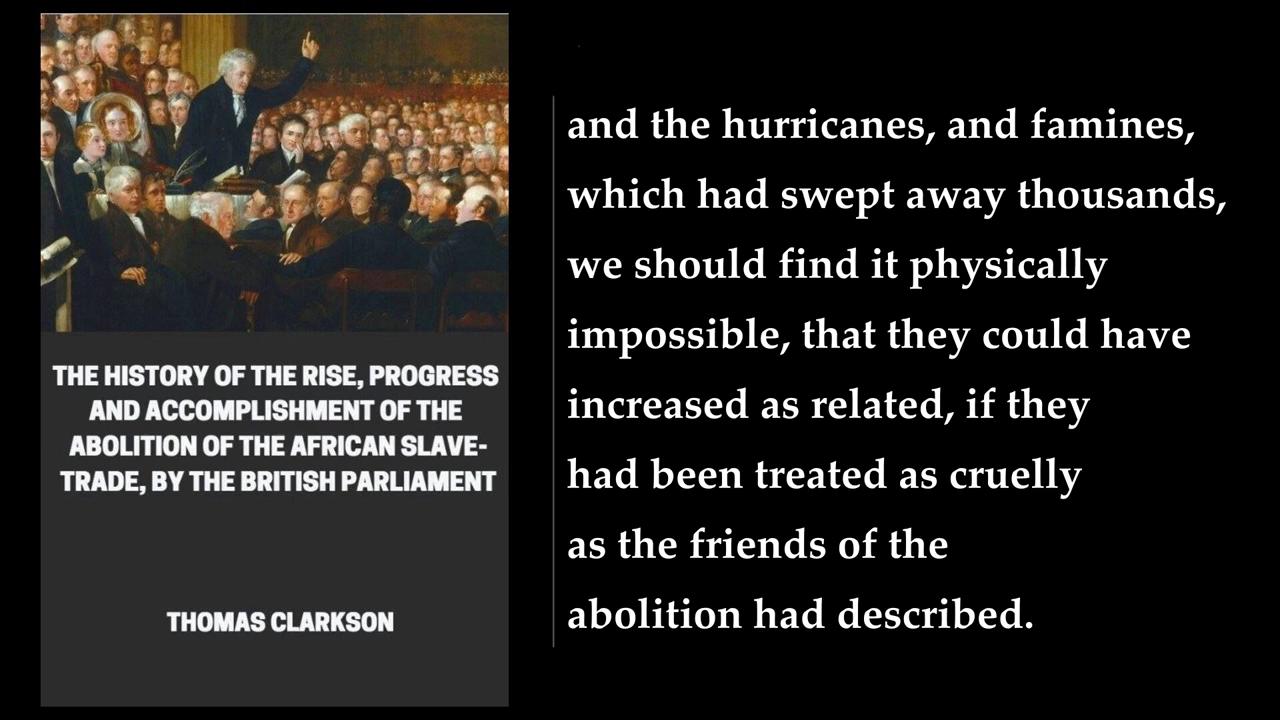 THE HISTORY OF THE RISE, PROGRESS
AND ACCOMPLISHMENT OF THE
ABOLITION OF THE AFRICAN SLAVE-
TRADE, BY THE BRITISH PARLIAMENT
THOMAS CLARKSON
and the hurricanes, and famines,
which had swept away thousands,
we should find it physically
impossible, that they could have
increased as related, if they
had been treated as cruelly
as the friends of the
abolition had described.